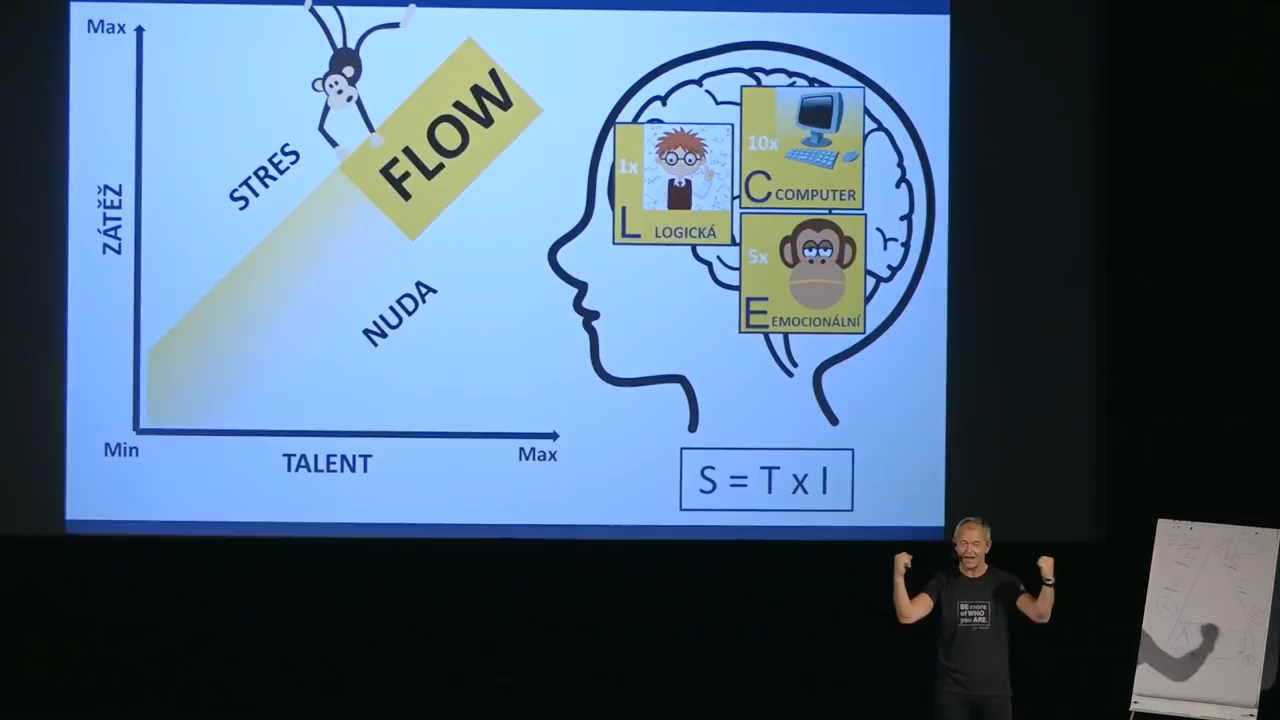 Max
ZÁTĚŽ
STRES
FLOW
NUDA
Min
TALENT
Max
1x
L LOGICKÁ
10x
C COMPUTER
5x
E EMOCIONÁLNÍ
S = T x I
BE more
of WHO
you ARE.